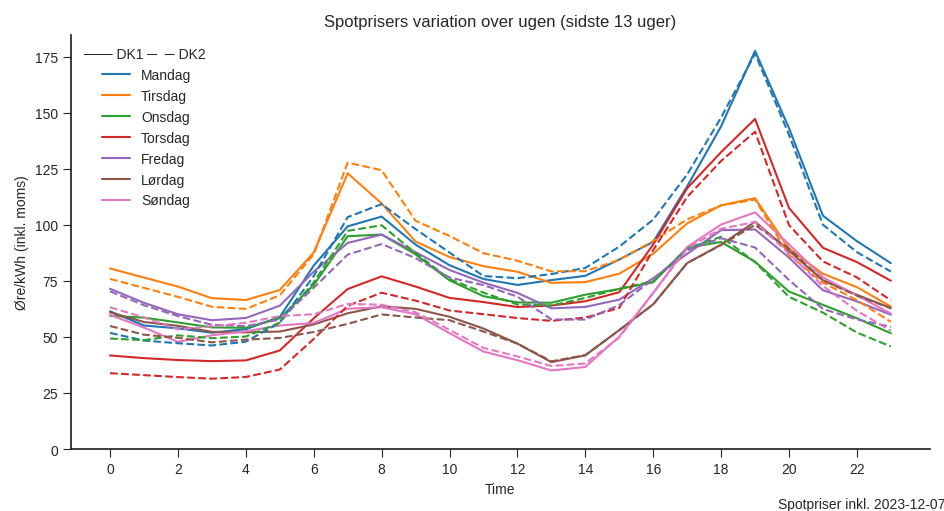 Spotprisers variation over ugen (sidste 13 uger)
DK1 DK2
Mandag
Tirsdag
Onsdag
Torsdag
Fredag
Lørdag
Søndag
Øre/kWh (inkl. moms)
175
150
125
100
75
50
25
0
0 2 4 6 8 10 12 14 16 18 20 22
Time
Spotpriser inkl. 2023-12-07